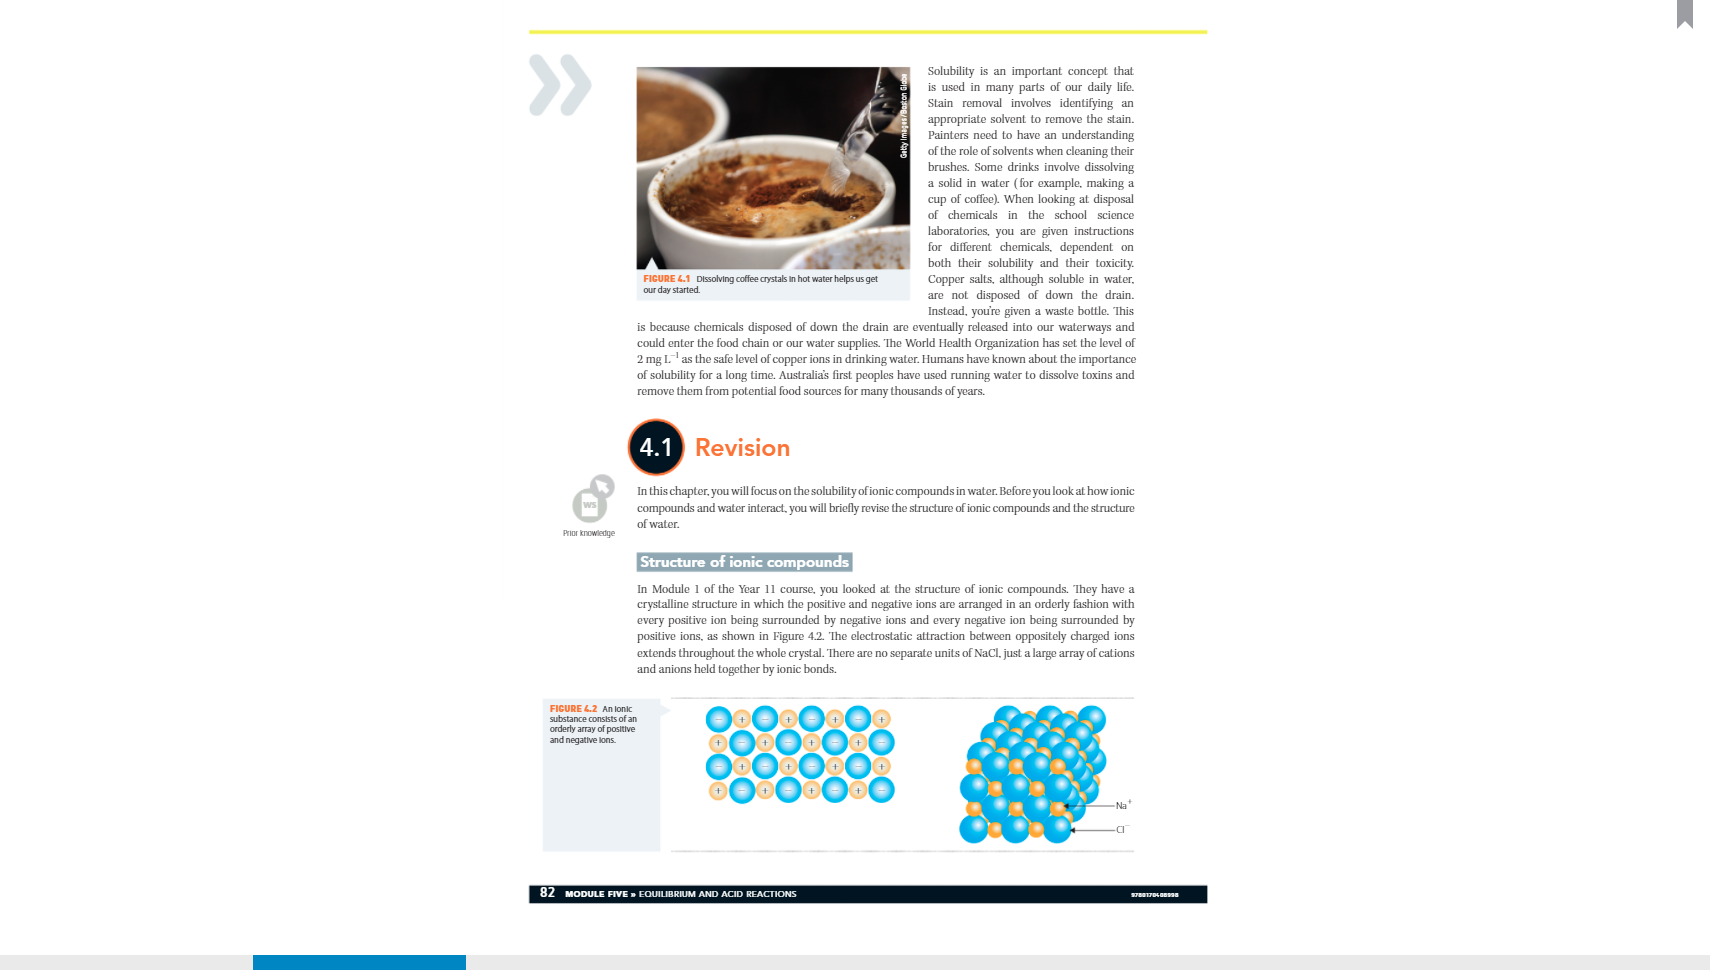 Solubility is an important concept that
is used in many parts of our daily life.
Stain removal involves identifying an
appropriate solvent to remove the stain.
Painters need to have an understanding
of the role of solvents when cleaning their
brushes. Some drinks involve dissolving
a solid in water (for example, making a
cup of coffee). When looking at disposal
of chemicals in the school science
laboratories, you are given instructions
for different chemicals, dependent on
both their solubility and their toxicity.
Copper salts, although soluble in water,
are not disposed of down the drain.
Instead, you're given a waste bottle. This
Getty Images/Boston Globe
FIGURE 4.1 Dissolving coffee crystals in hot water helps us get
our day started.
is because chemicals disposed of down the drain are eventually released into our waterways and
could enter the food chain or our water supplies. The World Health Organization has set the level of
2 mg L⁻¹ as the safe level of copper ions in drinking water. Humans have known about the importance
of solubility for a long time. Australia's first peoples have used running water to dissolve toxins and
remove them from potential food sources for many thousands of years.
4.1 Revision
WS
Prior knowledge
In this chapter, you will focus on the solubility of ionic compounds in water. Before you look at how ionic
compounds and water interact, you will briefly revise the structure of ionic compounds and the structure
of water.
Structure of ionic compounds
In Module 1 of the Year 11 course, you looked at the structure of ionic compounds. They have a
crystalline structure in which the positive and negative ions are arranged in an orderly fashion with
every positive ion being surrounded by negative ions and every negative ion being surrounded by
positive ions, as shown in Figure 4.2. The electrostatic attraction between oppositely charged ions
extends throughout the whole crystal. There are no separate units of NaCl, just a large array of cations
and anions held together by ionic bonds.
FIGURE 4.2 An ionic
substance consists of an
orderly array of positive
and negative ions.
− + − + − + − +
+ − + − + − + −
− + − + − + − +
+ − + − + − + −
Na⁺
Cl⁻
82 MODULE FIVE » EQUILIBRIUM AND ACID REACTIONS
9780170408998